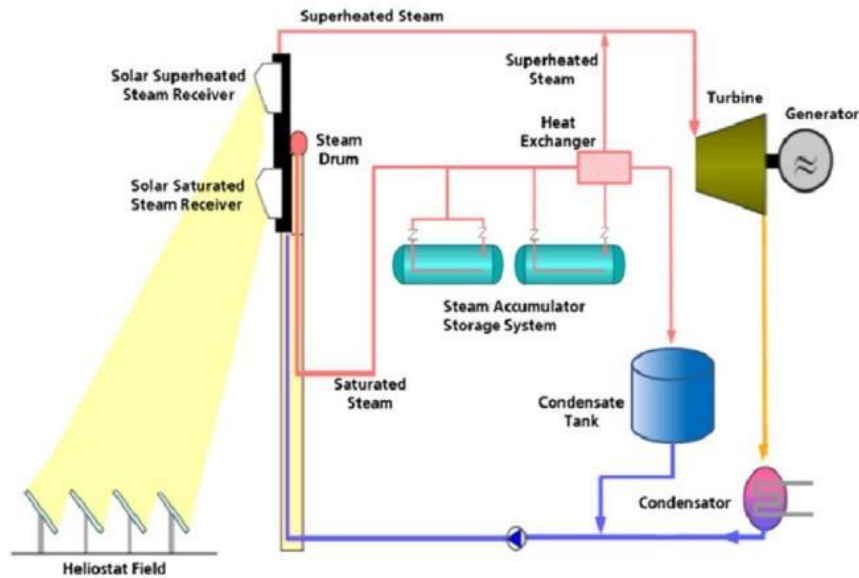 Superheated Steam
Solar Superheated
Steam Receiver
Superheated
Steam
Turbine
Generator
Heat
Exchanger
Steam
Drum
Solar Saturated
Steam Receiver
Steam Accumulator
Storage System
Saturated
Steam
Condensate
Tank
Condensator
Heliostat Field